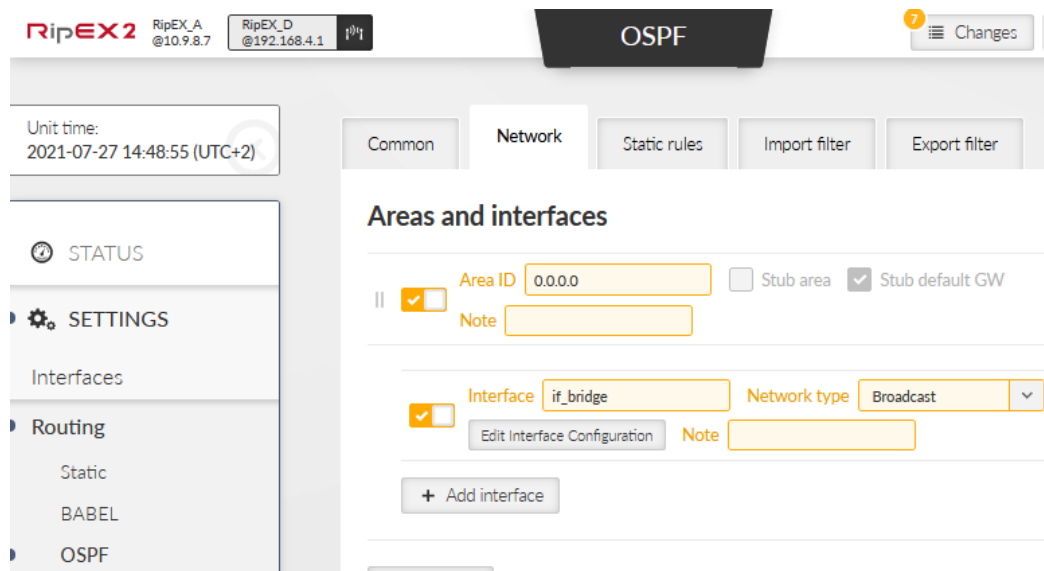 RipEX2 RipEX_A @10.9.8.7 RipEX_D @192.168.4.1
OSPF
7 Changes
Unit time:
2021-07-27 14:48:55 (UTC+2)
Common Network Static rules Import filter Export filter
Areas and interfaces
STATUS
Area ID 0.0.0.0 Stub area Stub default GW
Note
SETTINGS
Interfaces
Interface if_bridge Network type Broadcast
Edit Interface Configuration Note
Routing
Static
+ Add interface
BABEL
OSPF